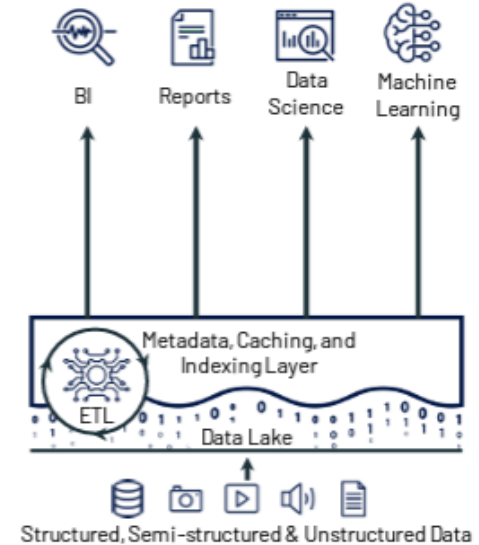 BI
Reports
Data
Science
Machine
Learning
Metadata, Caching, and
Indexing Layer
ETL
Data Lake
Structured, Semi-structured & Unstructured Data